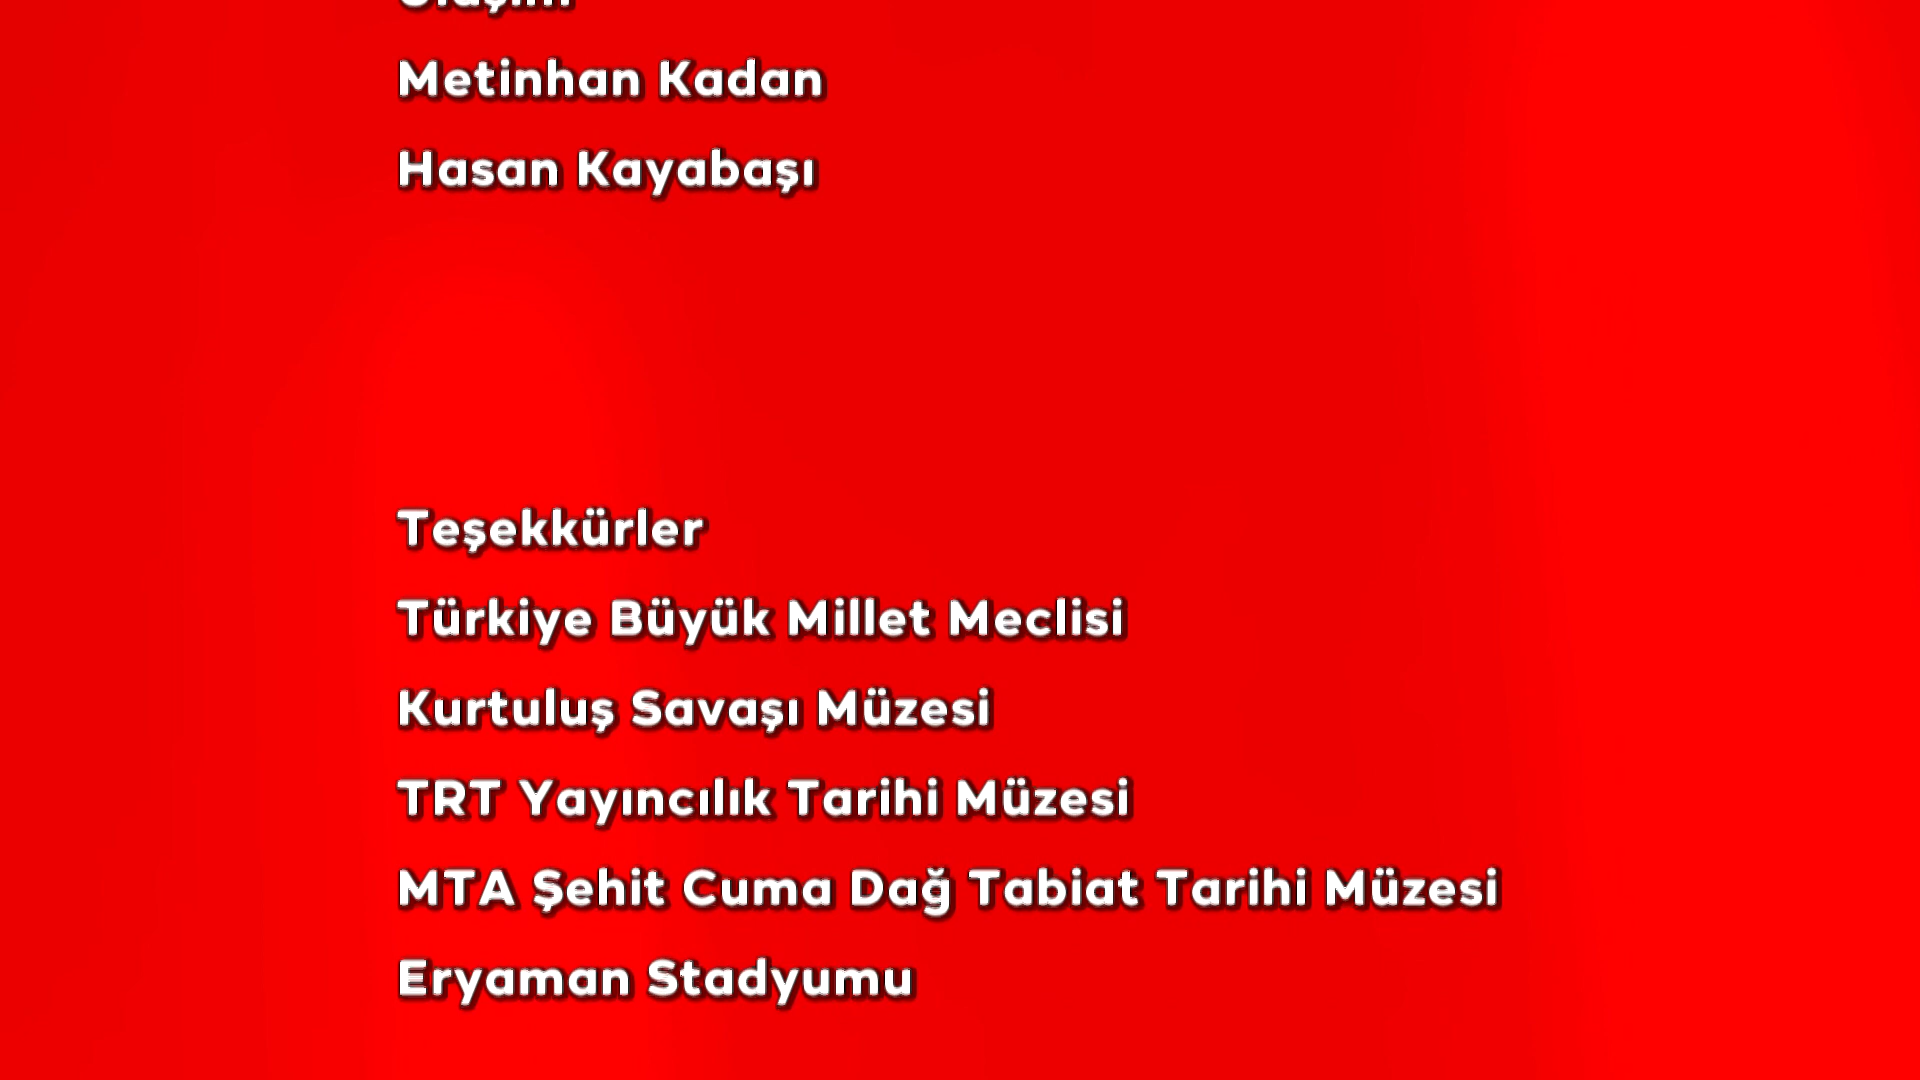 Ulaşım
Metinhan Kadan
Hasan Kayabaşı
Teşekkürler
Türkiye Büyük Millet Meclisi
Kurtuluş Savaşı Müzesi
TRT Yayıncılık Tarihi Müzesi
MTA Şehit Cuma Dağ Tabiat Tarihi Müzesi
Eryaman Stadyumu